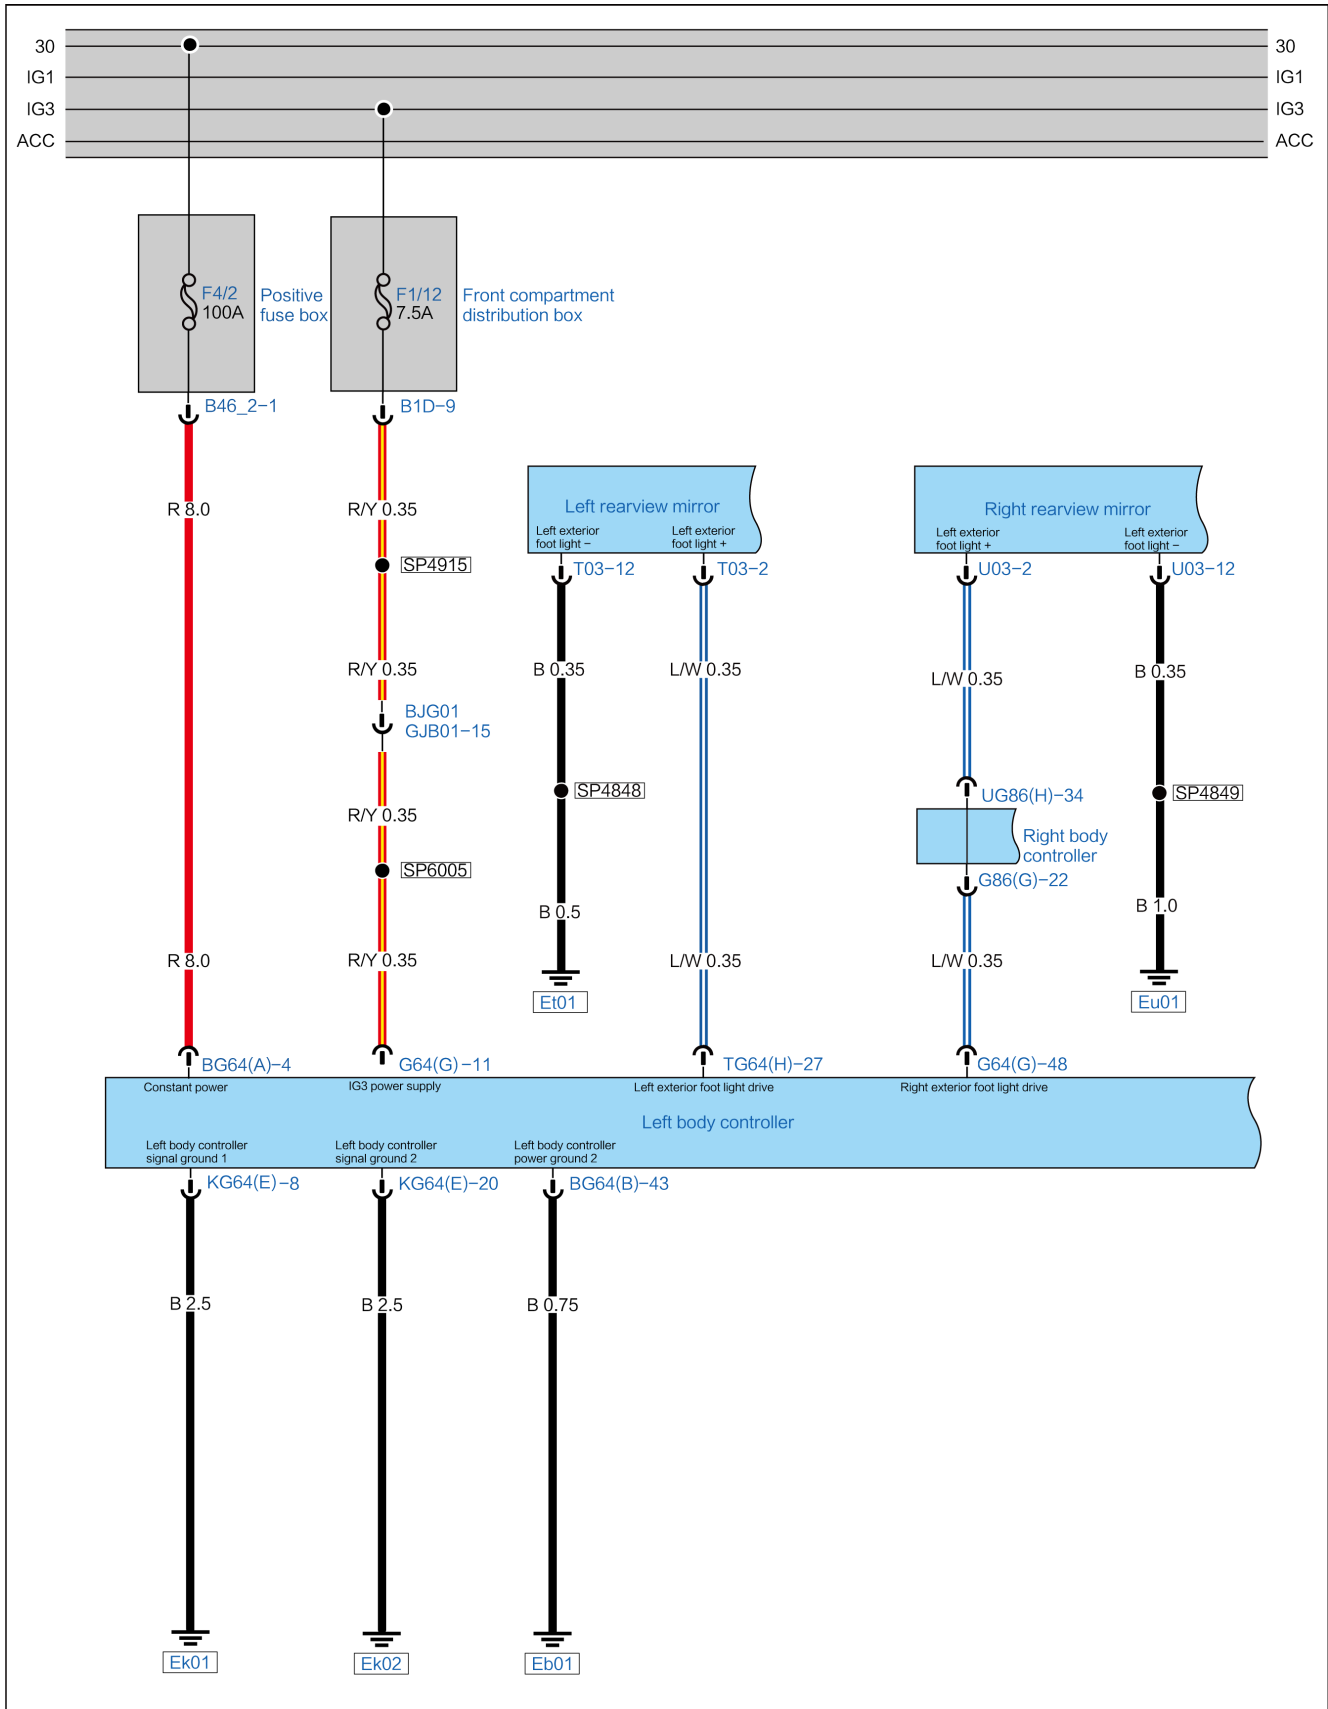 30
30
IG1
IG1
IG3
IG3
ACC
ACC
F4/2
100A
Positive
fuse box
F1/12
7.5A
Front compartment
distribution box
B46_2−1
B1D−9
R 8.0
R/Y 0.35
SP4915
Left rearview mirror
Left exterior
foot light −
Left exterior
foot light +
Right rearview mirror
Left exterior
foot light +
Left exterior
foot light −
T03−12
T03−2
U03−2
U03−12
R/Y 0.35
B 0.35
L/W 0.35
L/W 0.35
B 0.35
BJG01
GJB01−15
SP4848
UG86(H)−34
SP4849
R/Y 0.35
Right body
controller
SP6005
G86(G)−22
B 0.5
B 1.0
R 8.0
R/Y 0.35
L/W 0.35
L/W 0.35
Et01
Eu01
BG64(A)−4
G64(G)−11
TG64(H)−27
G64(G)−48
Constant power
IG3 power supply
Left exterior foot light drive
Right exterior foot light drive
Left body controller
Left body controller
signal ground 1
Left body controller
signal ground 2
Left body controller
power ground 2
KG64(E)−8
KG64(E)−20
BG64(B)−43
B 2.5
B 2.5
B 0.75
Ek01
Ek02
Eb01